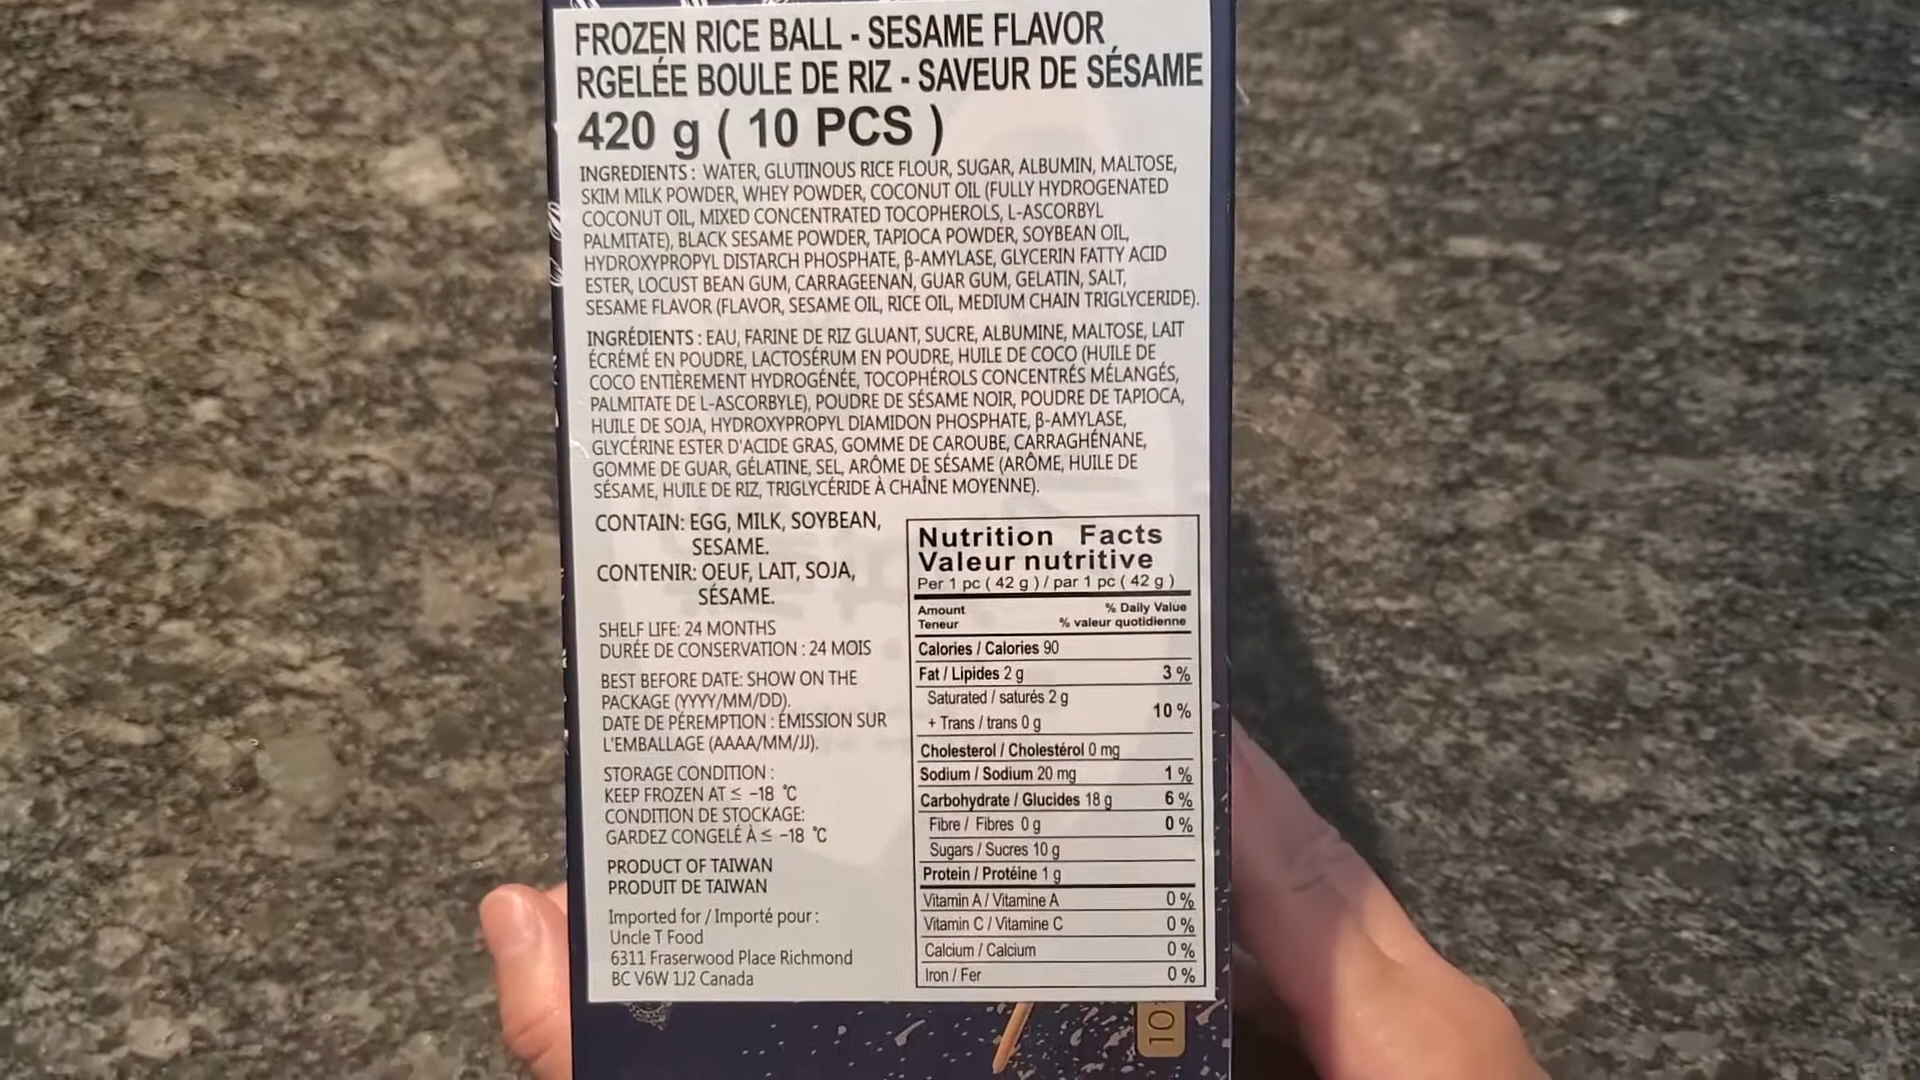 FROZEN RICE BALL - SESAME FLAVOR
RGELÉE BOULE DE RIZ - SAVEUR DE SÉSAME
420 g ( 10 PCS )
INGREDIENTS : WATER, GLUTINOUS RICE FLOUR, SUGAR, ALBUMIN, MALTOSE,
SKIM MILK POWDER, WHEY POWDER, COCONUT OIL (FULLY HYDROGENATED
COCONUT OIL, MIXED CONCENTRATED TOCOPHEROLS, L-ASCORBYL
PALMITATE), BLACK SESAME POWDER, TAPIOCA POWDER, SOYBEAN OIL,
HYDROXYPROPYL DISTARCH PHOSPHATE, β-AMYLASE, GLYCERIN FATTY ACID
ESTER, LOCUST BEAN GUM, CARRAGEENAN, GUAR GUM, GELATIN, SALT,
SESAME FLAVOR (FLAVOR, SESAME OIL, RICE OIL, MEDIUM CHAIN TRIGLYCERIDE).
INGRÉDIENTS : EAU, FARINE DE RIZ GLUANT, SUCRE, ALBUMINE, MALTOSE, LAIT
ÉCRÉMÉ EN POUDRE, LACTOSÉRUM EN POUDRE, HUILE DE COCO (HUILE DE
COCO ENTIÈREMENT HYDROGÉNÉE, TOCOPHÉROLS CONCENTRÉS MÉLANGÉS,
PALMITATE DE L-ASCORBYLE), POUDRE DE SÉSAME NOIR, POUDRE DE TAPIOCA,
HUILE DE SOJA, HYDROXYPROPYL DIAMIDON PHOSPHATE, β-AMYLASE,
GLYCÉRINE ESTER D'ACIDE GRAS, GOMME DE CAROUBE, CARRAGHÉNANE,
GOMME DE GUAR, GÉLATINE, SEL, ARÔME DE SÉSAME (ARÔME, HUILE DE
SÉSAME, HUILE DE RIZ, TRIGLYCÉRIDE À CHAÎNE MOYENNE).
CONTAIN: EGG, MILK, SOYBEAN,
SESAME.
CONTENIR: OEUF, LAIT, SOJA,
SÉSAME.
SHELF LIFE: 24 MONTHS
DURÉE DE CONSERVATION : 24 MOIS
BEST BEFORE DATE: SHOW ON THE
PACKAGE (YYYY/MM/DD).
DATE DE PÉREMPTION : ÉMISSION SUR
L'EMBALLAGE (AAAA/MM/JJ).
STORAGE CONDITION :
KEEP FROZEN AT ≤ -18 °C
CONDITION DE STOCKAGE:
GARDEZ CONGELÉ À ≤ -18 °C
PRODUCT OF TAIWAN
PRODUIT DE TAIWAN
Imported for / Importé pour :
Uncle T Food
6311 Fraserwood Place Richmond
BC V6W 1J2 Canada
Nutrition Facts
Valeur nutritive
Per 1 pc ( 42 g ) / par 1 pc ( 42 g )
Amount % Daily Value
Teneur % valeur quotidienne
Calories / Calories 90
Fat / Lipides 2 g 3 %
Saturated / saturés 2 g
+ Trans / trans 0 g 10 %
Cholesterol / Cholestérol 0 mg
Sodium / Sodium 20 mg 1 %
Carbohydrate / Glucides 18 g 6 %
Fibre / Fibres 0 g 0 %
Sugars / Sucres 10 g
Protein / Protéine 1 g
Vitamin A / Vitamine A 0 %
Vitamin C / Vitamine C 0 %
Calcium / Calcium 0 %
Iron / Fer 0 %
10